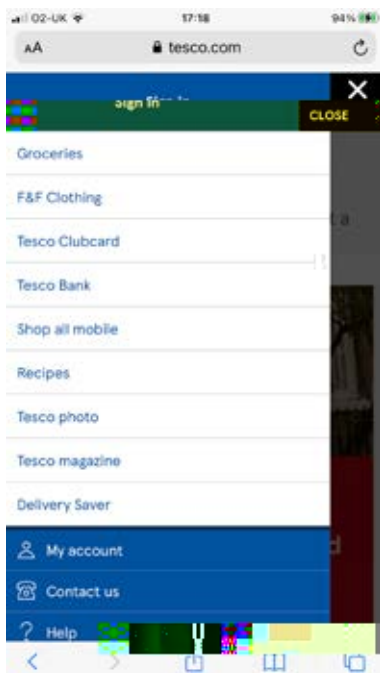 O2-UK 17:18 94%
AA tesco.com
CLOSE
Groceries
F&F Clothing
Tesco Clubcard
Tesco Bank
Shop all mobile
Recipes
Tesco photo
Tesco magazine
Delivery Saver
My account
Contact us
? Help